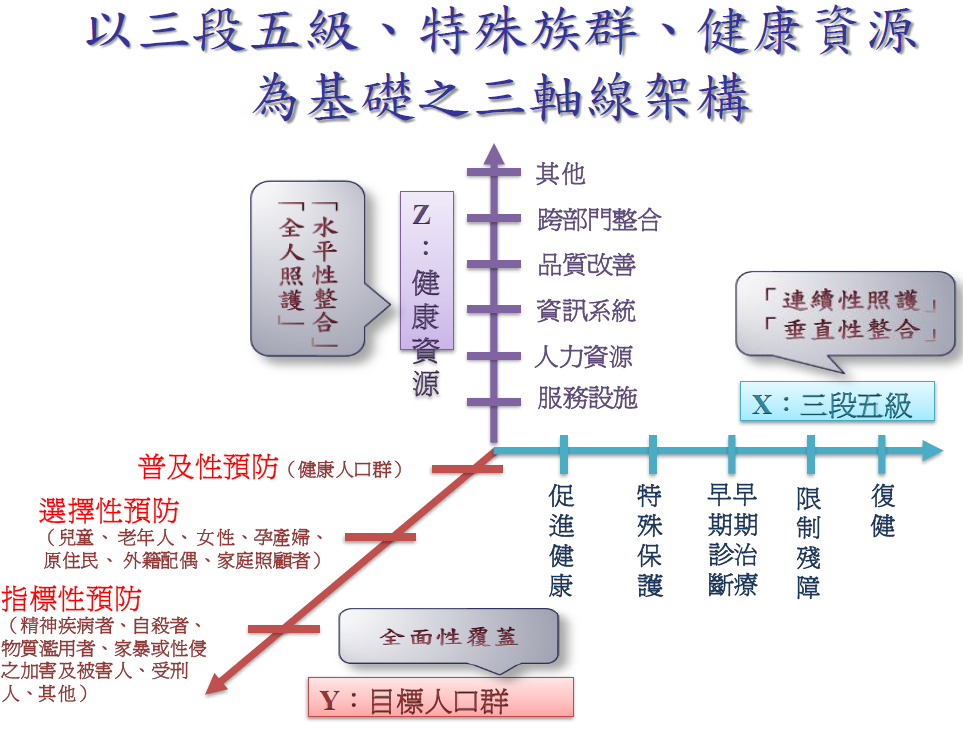 以三段五級、特殊族群、健康資源
為基礎之三軸線架構
其他
跨部門整合
品質改善
資訊系統
人力資源
服務設施
Z：健康資源
「水平性整合」
「全人照護」
「連續性照護」
「垂直性整合」
X：三段五級
促進健康
特殊保護
早期診斷
早期治療
限制殘障
復健
普及性預防（健康人口群）
選擇性預防
（兒童、老年人、女性、孕產婦、
原住民、外籍配偶、家庭照顧者）
指標性預防
（精神疾病者、自殺者、
物質濫用者、家暴或性侵
之加害及被害人、受刑
人、其他）
全面性覆蓋
Y：目標人口群